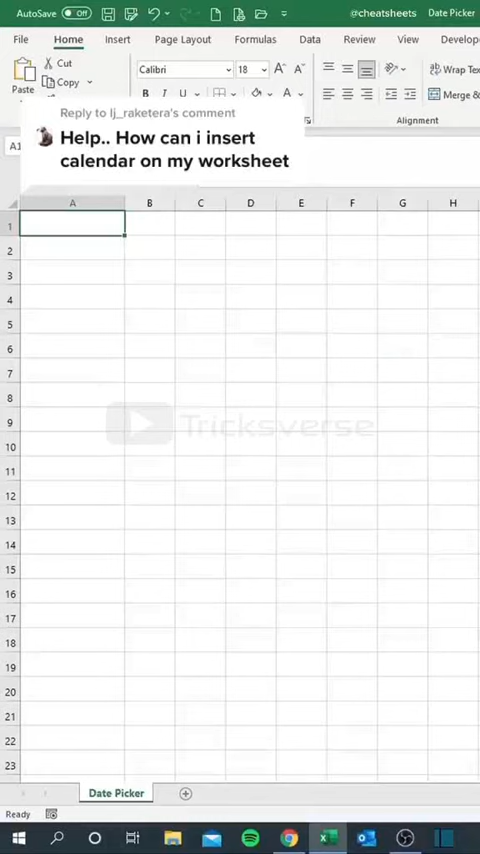 AutoSave Off @cheatsheets Date Picker
File Home Insert Page Layout Formulas Data Review View Develop
Paste Cut Calibri 18 A A Wrap Tex
Copy B I U A Merge &
Alignment
Reply to lj_raketera's comment
Help.. How can i insert
calendar on my worksheet
A1
A B C D E F G H
1
2
3
4
5
6
7
8
9
Tricksverse
10
11
12
13
14
15
16
17
18
19
20
21
22
23
Date Picker
Ready